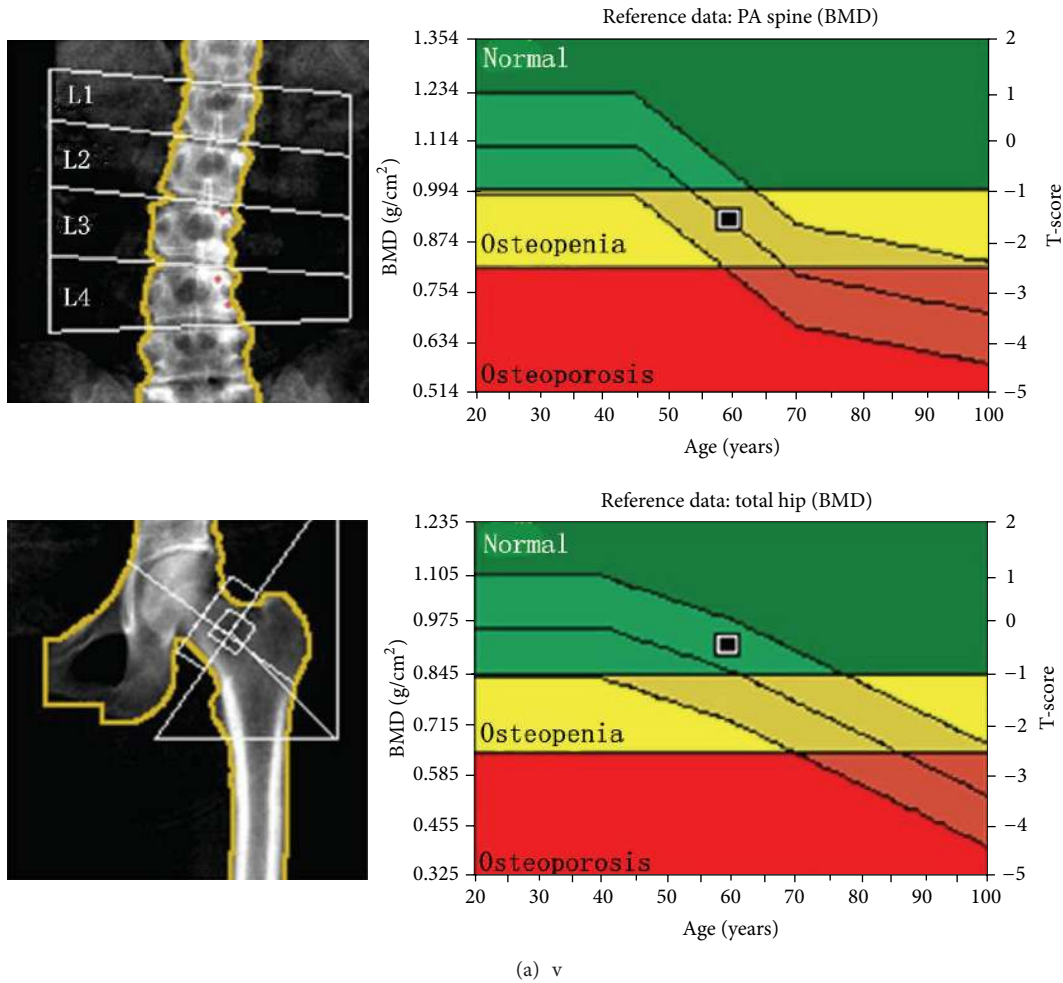 Reference data: PA spine (BMD)
L1
L2
L3
L4
BMD (g/cm²)
1.354
1.234
1.114
0.994
0.874
0.754
0.634
0.514
Normal
Osteopenia
Osteoporosis
2
1
0
−1
−2
−3
−4
−5
T-score
20 30 40 50 60 70 80 90 100
Age (years)
Reference data: total hip (BMD)
BMD (g/cm²)
1.235
1.105
0.975
0.845
0.715
0.585
0.455
0.325
Normal
Osteopenia
Osteoporosis
2
1
0
−1
−2
−3
−4
−5
T-score
20 30 40 50 60 70 80 90 100
Age (years)
(a) v